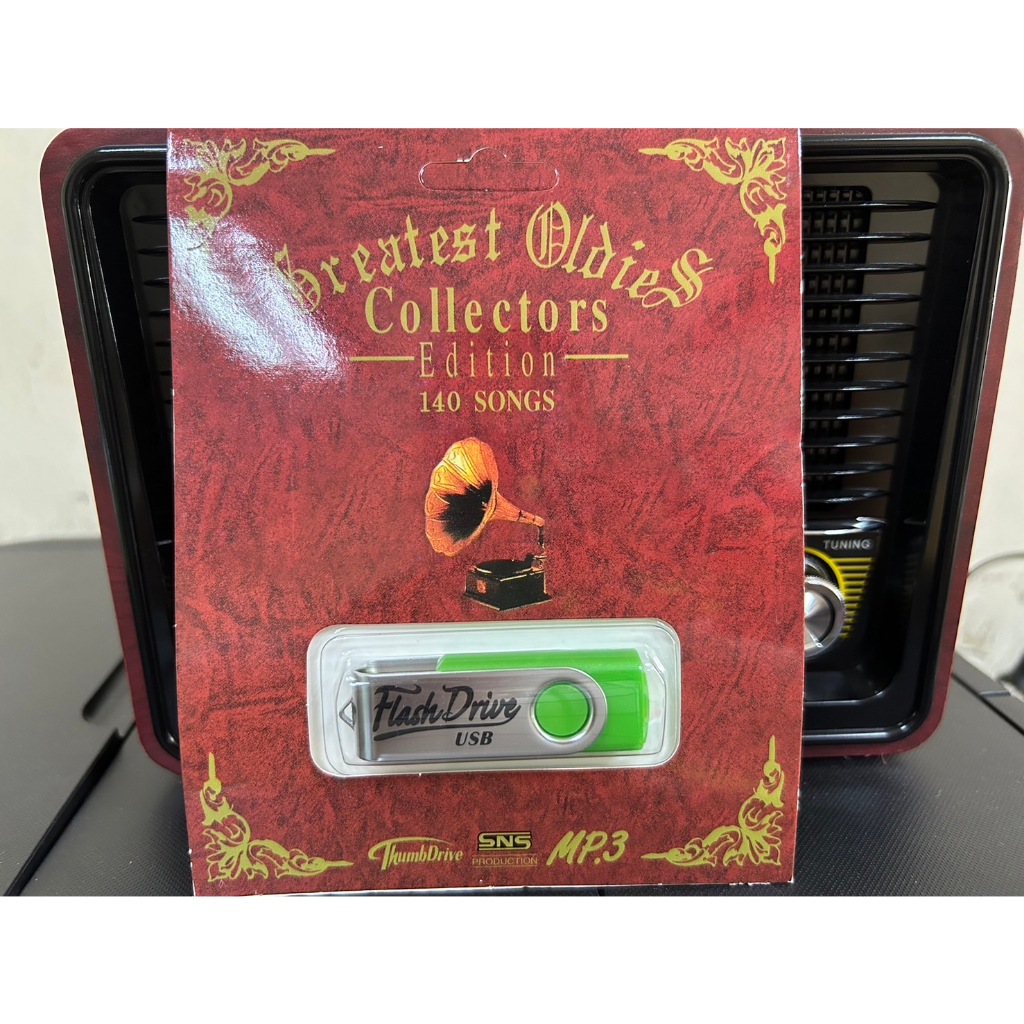 Greatest Oldies
Collectors
Edition
140 SONGS
TUNING
Flash Drive
USB
ThumbDrive
SNS
PRODUCTION
MP.3